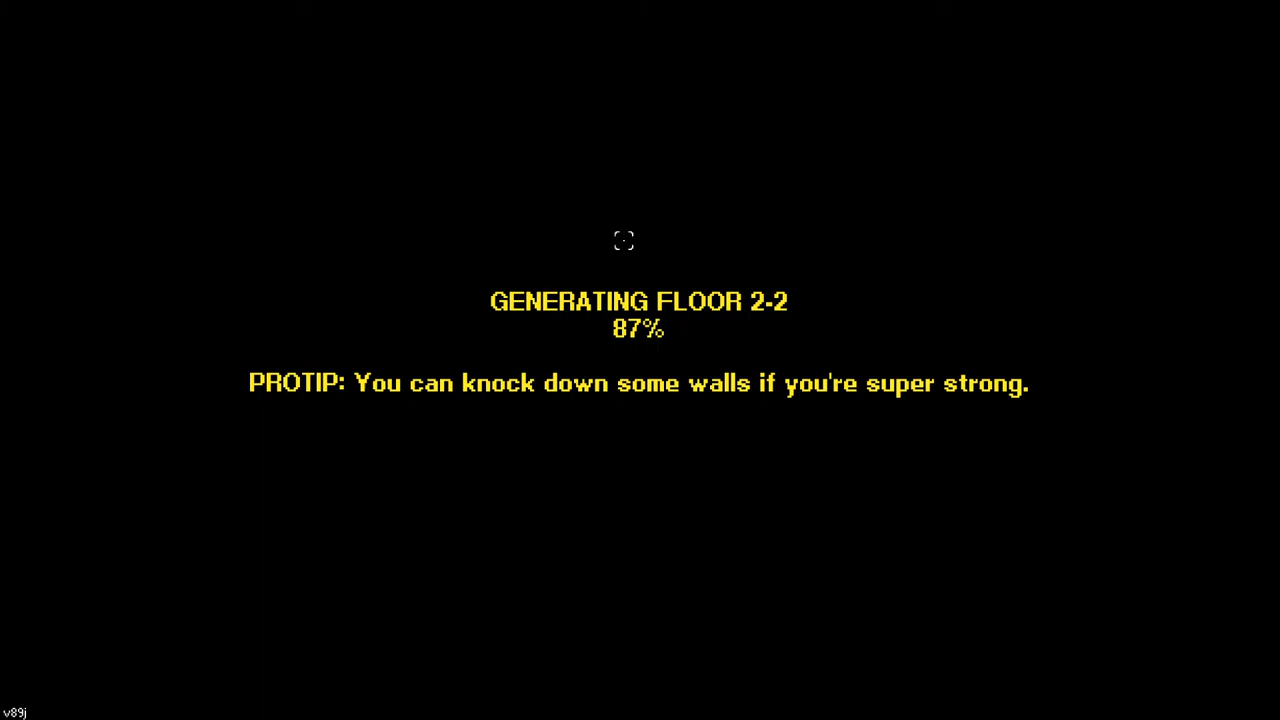 GENERATING FLOOR 2-2
87%
PROTIP: You can knock down some walls if you're super strong.
v89j